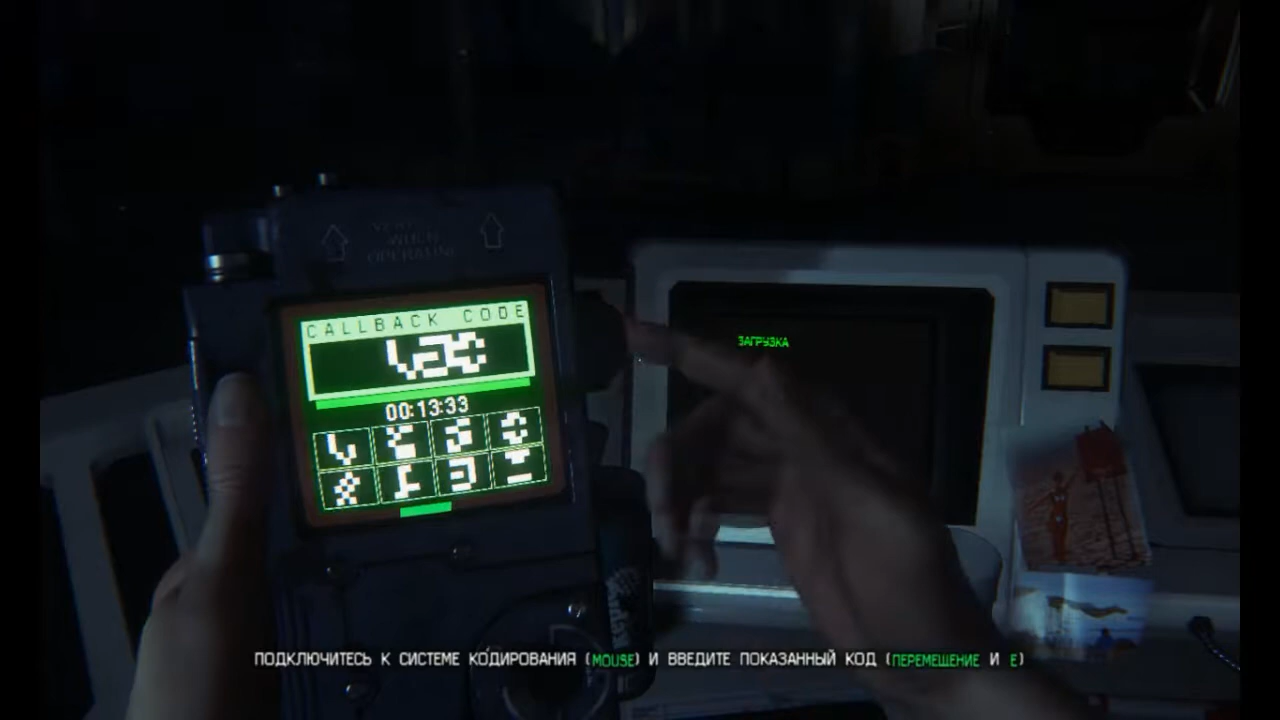 CALLBACK CODE
00:13:33
ЗАГРУЗКА
ПОДКЛЮЧИТЕСЬ К СИСТЕМЕ КОДИРОВАНИЯ (MOUSE) И ВВЕДИТЕ ПОКАЗАННЫЙ КОД (ПЕРЕМЕЩЕНИЕ И E)